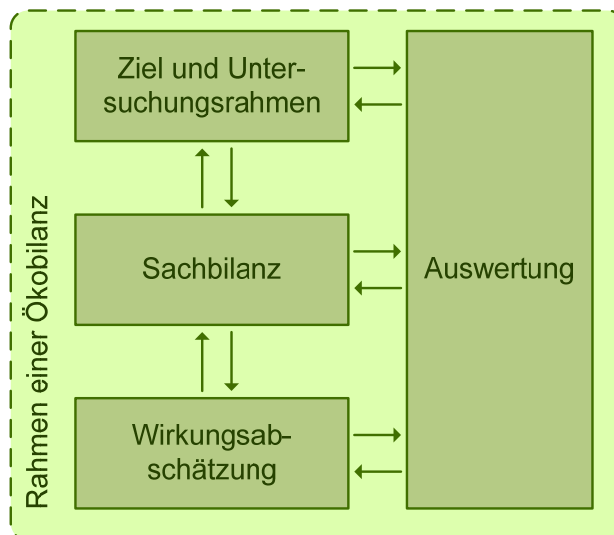 Ziel und Unter-
suchungsrahmen
Sachbilanz
Wirkungsab-
schätzung
Auswertung
Rahmen einer Ökobilanz